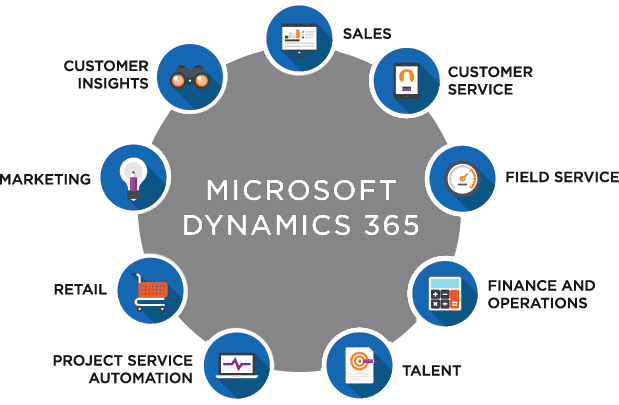 MICROSOFT
DYNAMICS 365
SALES
CUSTOMER
SERVICE
FIELD SERVICE
FINANCE AND
OPERATIONS
TALENT
PROJECT SERVICE
AUTOMATION
RETAIL
MARKETING
CUSTOMER
INSIGHTS